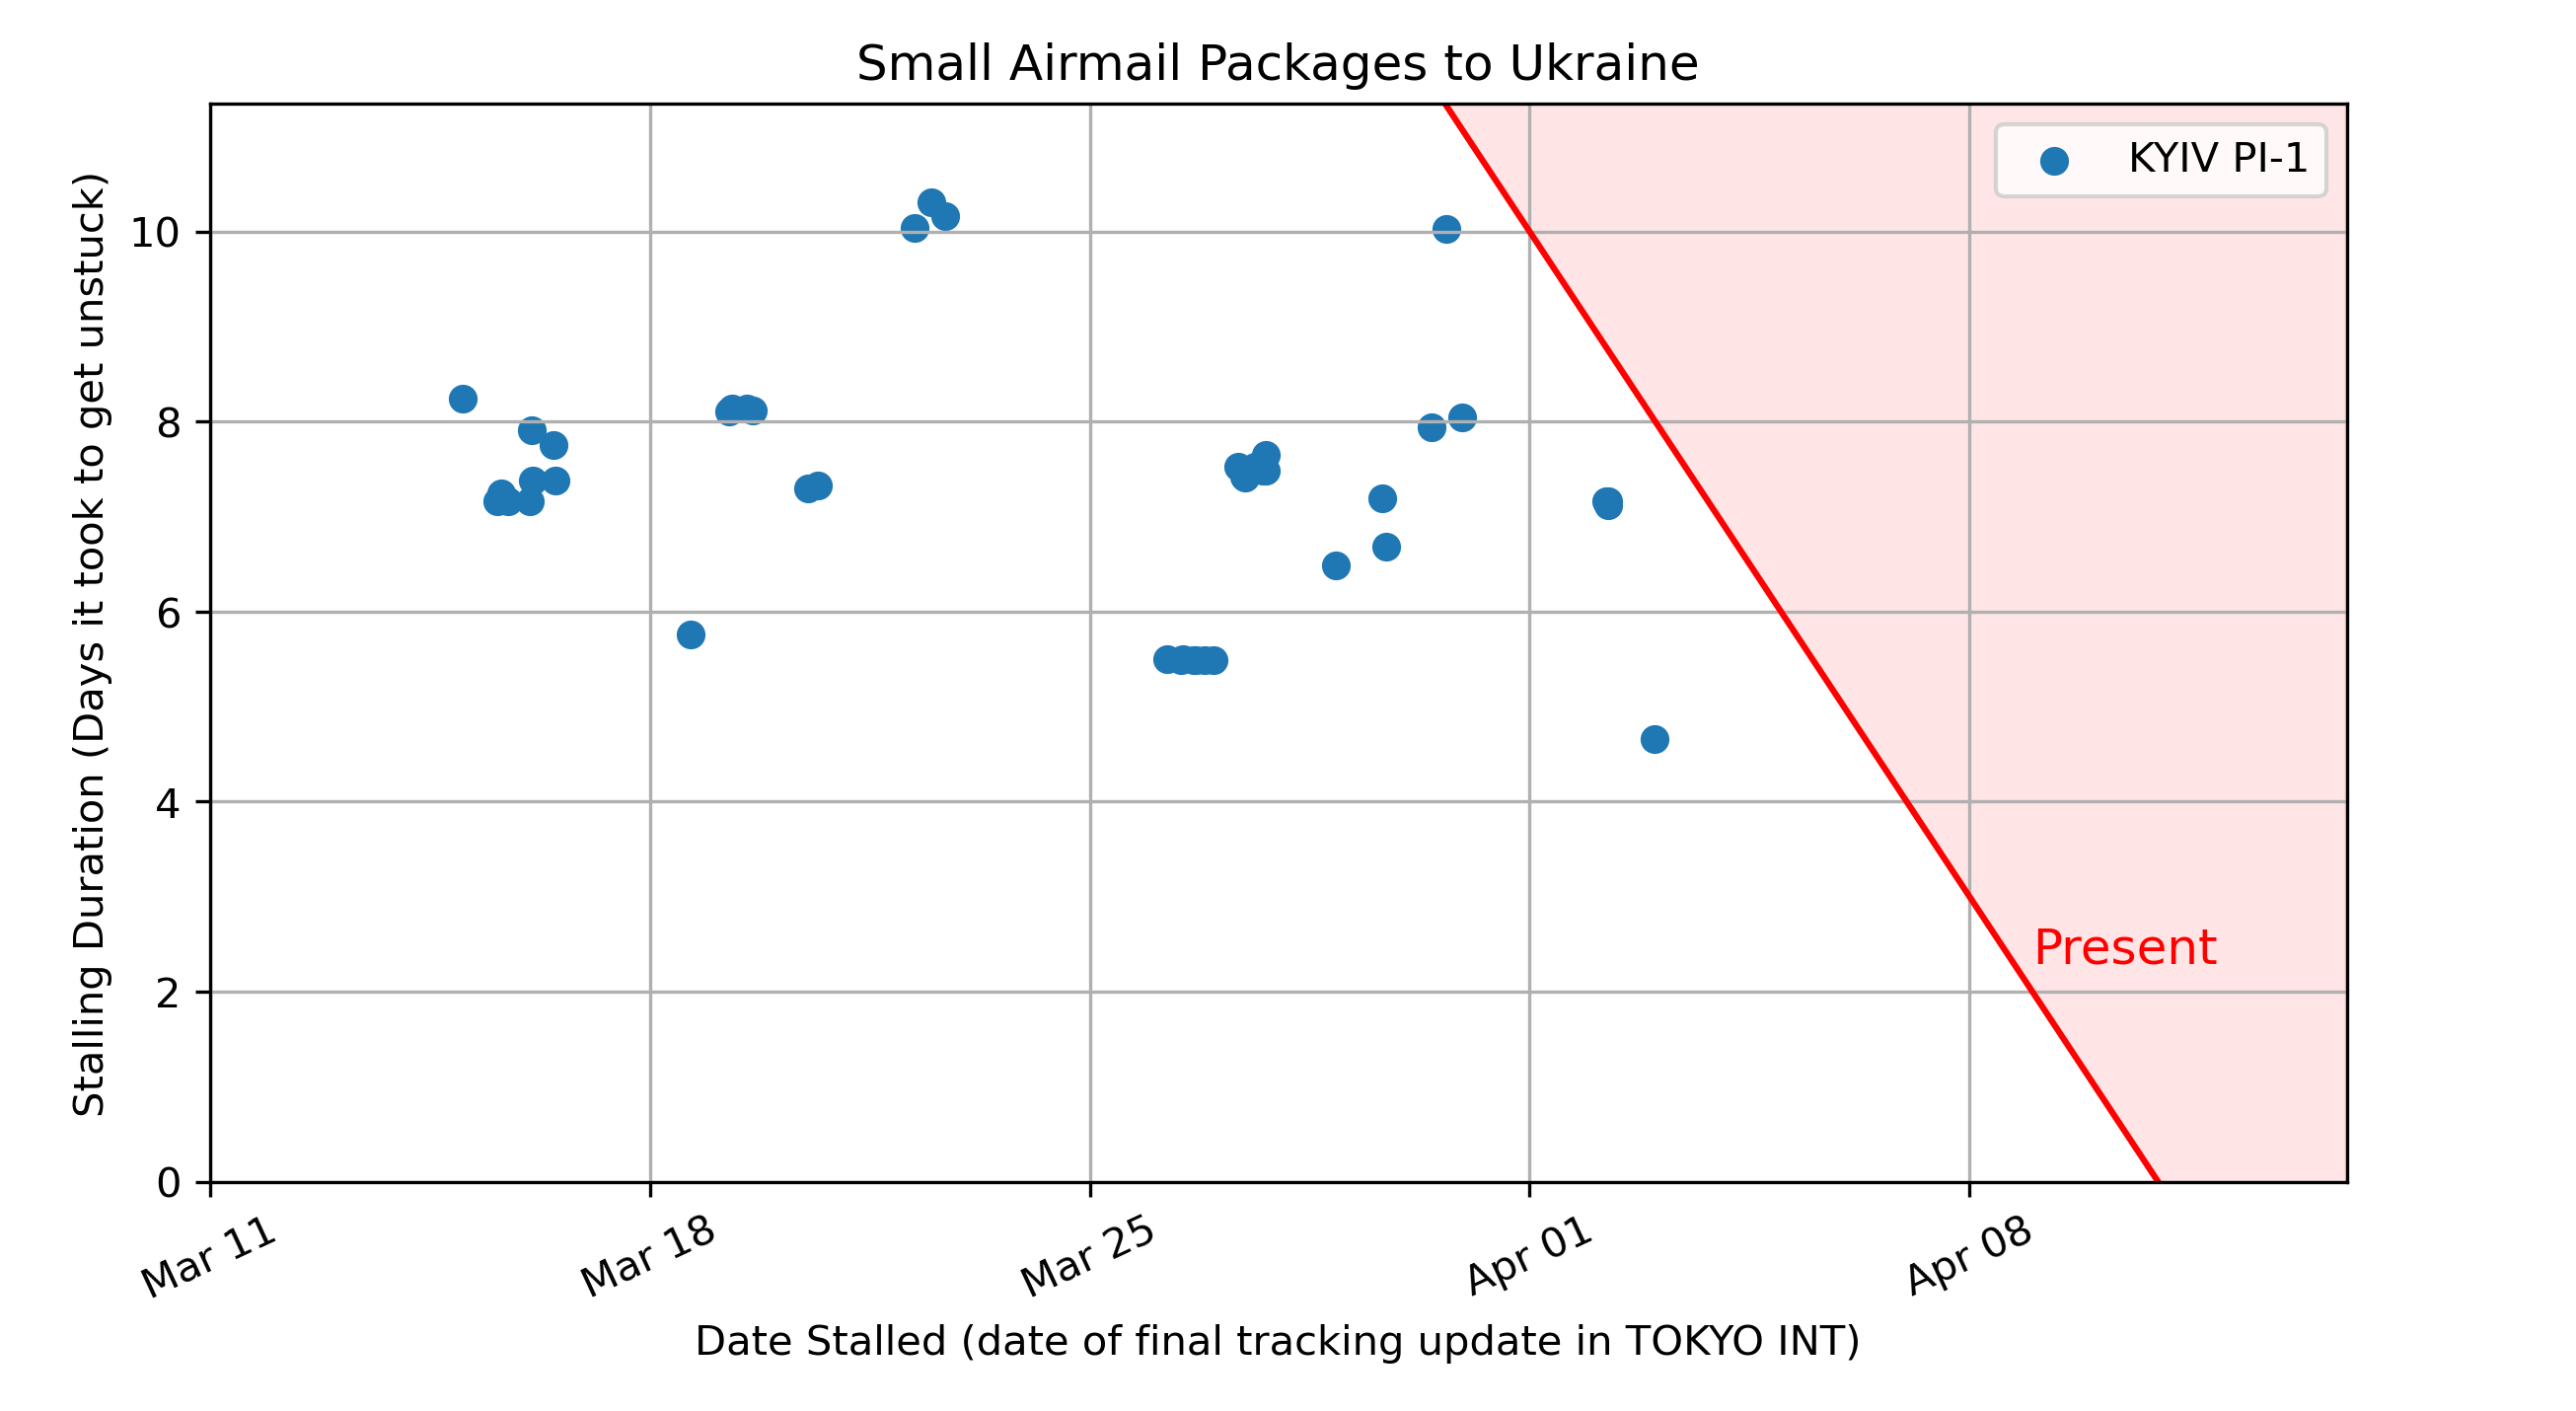 Small Airmail Packages to Ukraine
KYIV PI-1
Stalling Duration (Days it took to get unstuck)
10
8
6
4
2
0
Present
Mar 11
Mar 18
Mar 25
Apr 01
Apr 08
Date Stalled (date of final tracking update in TOKYO INT)